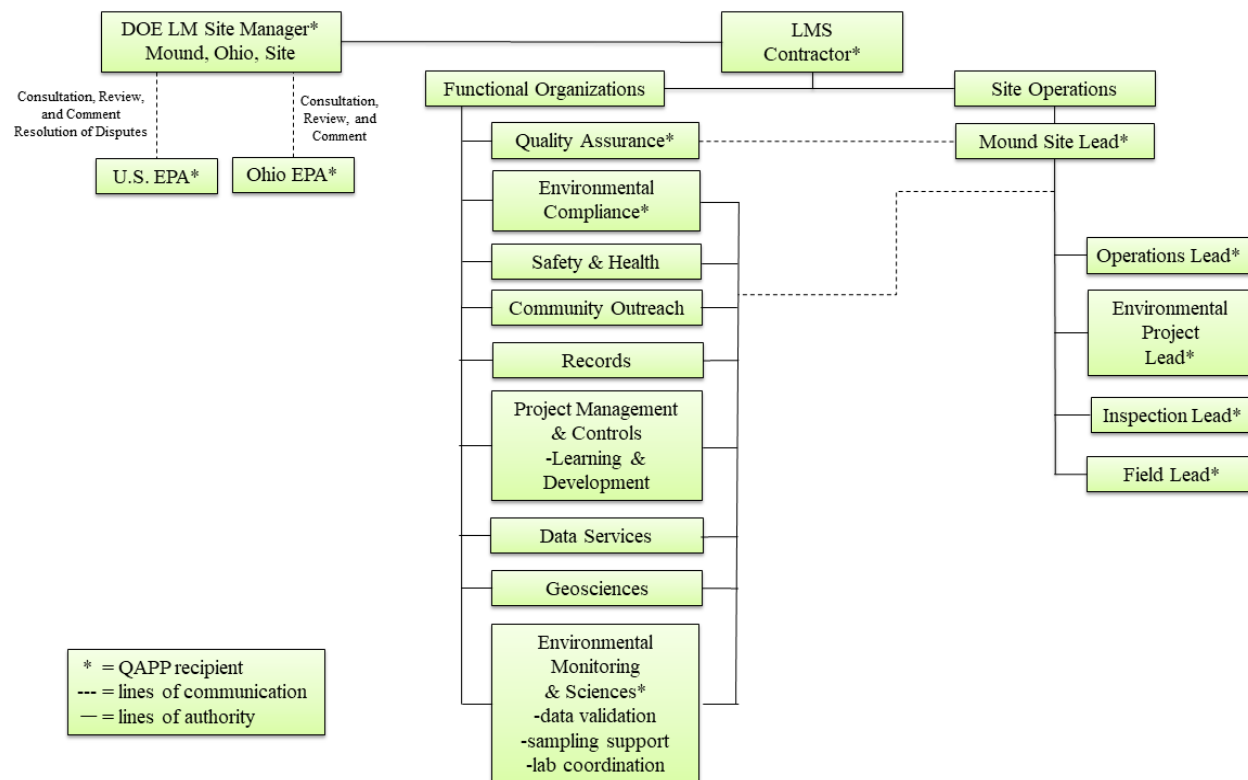 DOE LM Site Manager*
Mound, Ohio, Site
LMS
Contractor*
Consultation, Review,
and Comment
Resolution of Disputes
Consultation,
Review, and
Comment
U.S. EPA*
Ohio EPA*
Functional Organizations
Site Operations
Quality Assurance*
Mound Site Lead*
Environmental
Compliance*
Safety & Health
Community Outreach
Records
Project Management
& Controls
-Learning &
Development
Data Services
Geosciences
Environmental
Monitoring
& Sciences*
-data validation
-sampling support
-lab coordination
Operations Lead*
Environmental
Project
Lead*
Inspection Lead*
Field Lead*
* = QAPP recipient
--- = lines of communication
— = lines of authority